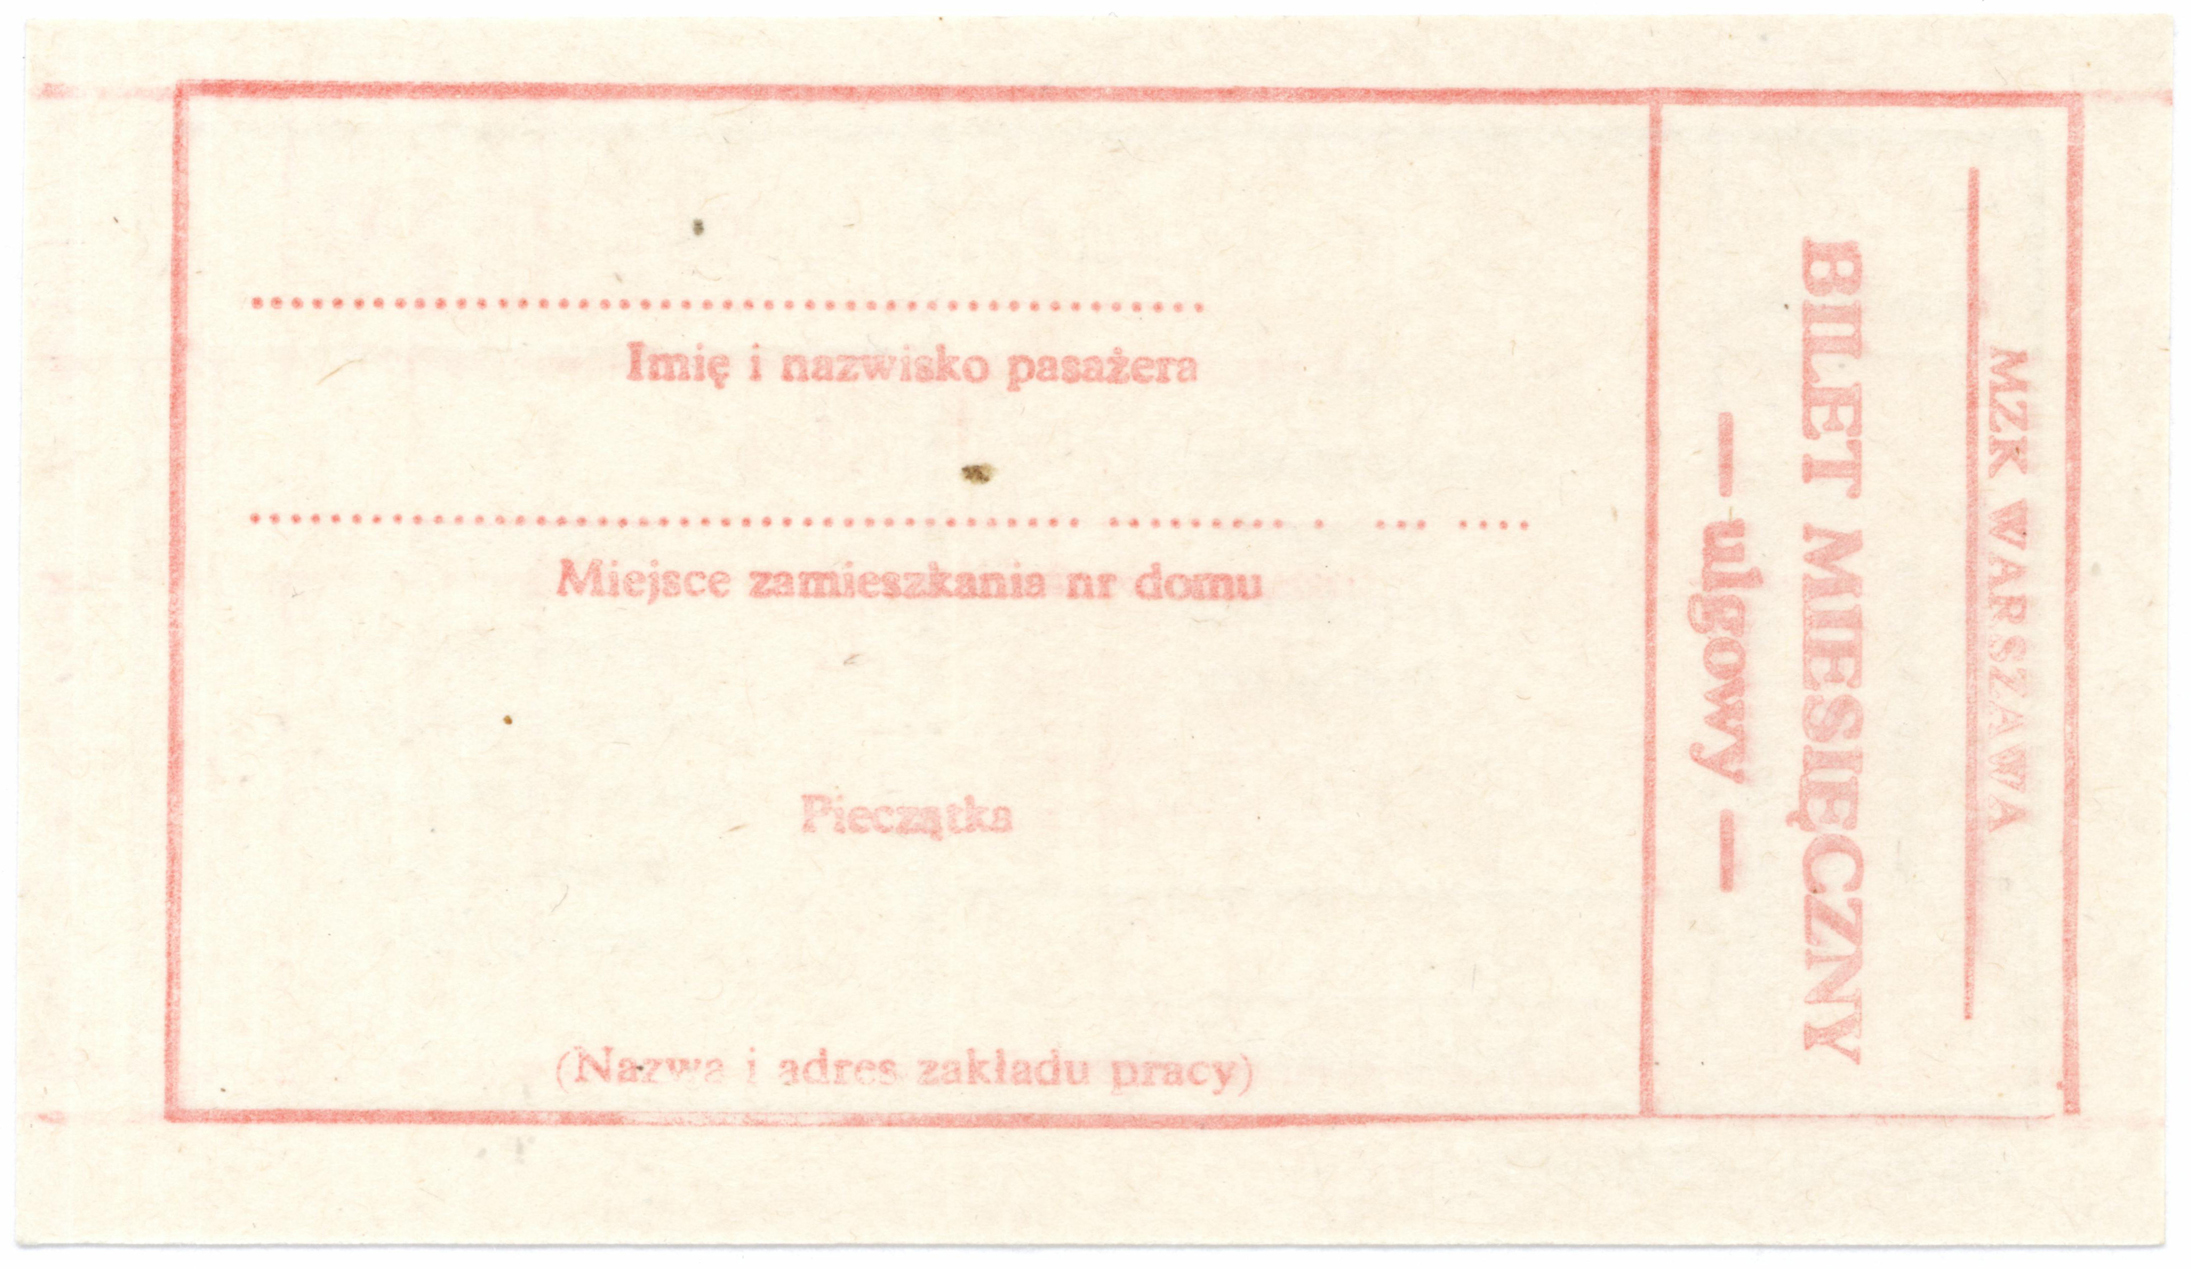 Imię i nazwisko pasażera
Miejsce zamieszkania nr domu
Pieczątka
(Nazwa i adres zakładu pracy)
MZK WARSZAWA
BILET MIESIĘCZNY
— ulgowy —